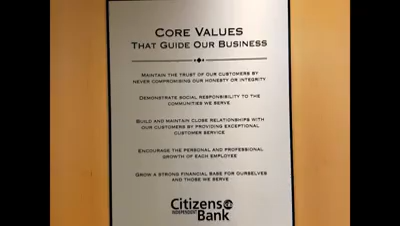 CORE VALUES
THAT GUIDE OUR BUSINESS
MAINTAIN THE TRUST OF OUR CUSTOMERS BY
NEVER COMPROMISING OUR HONESTY OR INTEGRITY
DEMONSTRATE SOCIAL RESPONSIBILITY TO THE
COMMUNITIES WE SERVE
BUILD AND MAINTAIN CLOSE RELATIONSHIPS WITH
OUR CUSTOMERS BY PROVIDING EXCEPTIONAL
CUSTOMER SERVICE
ENCOURAGE THE PERSONAL AND PROFESSIONAL
GROWTH OF EACH EMPLOYEE
GROW A STRONG FINANCIAL BASE FOR OURSELVES
AND THOSE WE SERVE
Citizens
INDEPENDENT Bank